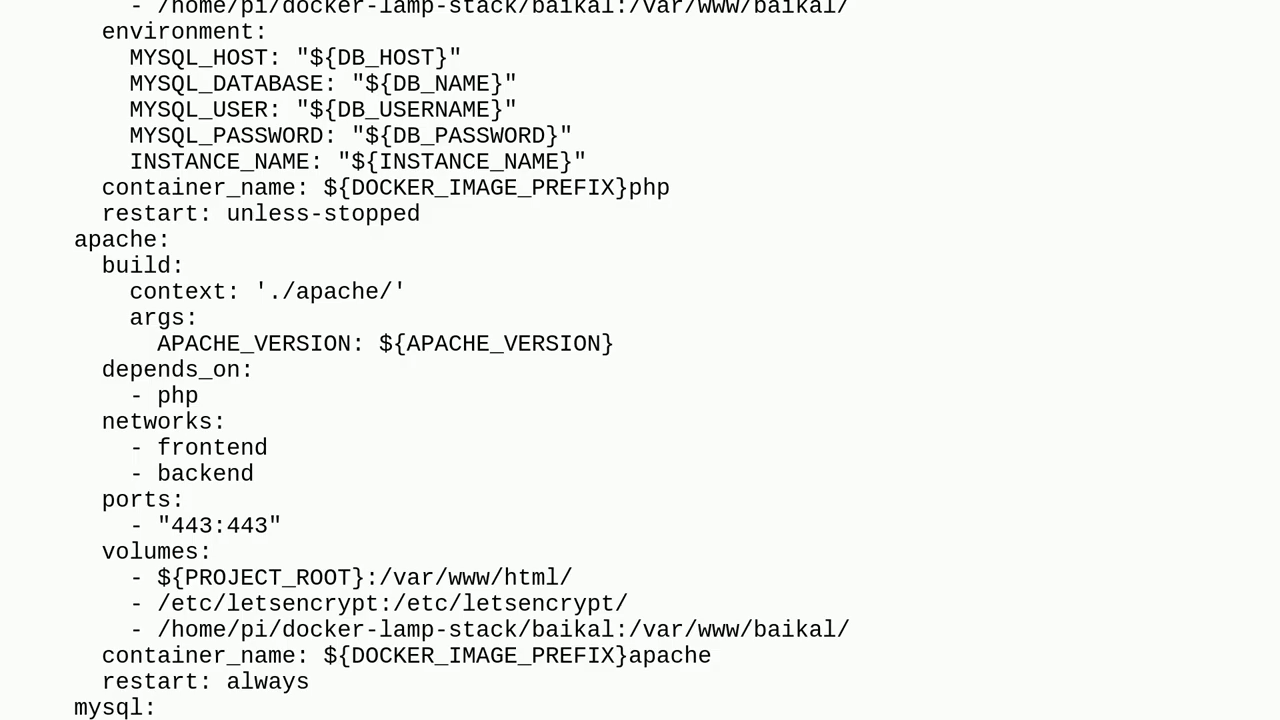 - /home/pi/docker-lamp-stack/baikal:/var/www/baikal/
environment:
MYSQL_HOST: "${DB_HOST}"
MYSQL_DATABASE: "${DB_NAME}"
MYSQL_USER: "${DB_USERNAME}"
MYSQL_PASSWORD: "${DB_PASSWORD}"
INSTANCE_NAME: "${INSTANCE_NAME}"
container_name: ${DOCKER_IMAGE_PREFIX}php
restart: unless-stopped
apache:
build:
context: './apache/'
args:
APACHE_VERSION: ${APACHE_VERSION}
depends_on:
- php
networks:
- frontend
- backend
ports:
- "443:443"
volumes:
- ${PROJECT_ROOT}:/var/www/html/
- /etc/letsencrypt:/etc/letsencrypt/
- /home/pi/docker-lamp-stack/baikal:/var/www/baikal/
container_name: ${DOCKER_IMAGE_PREFIX}apache
restart: always
mysql: